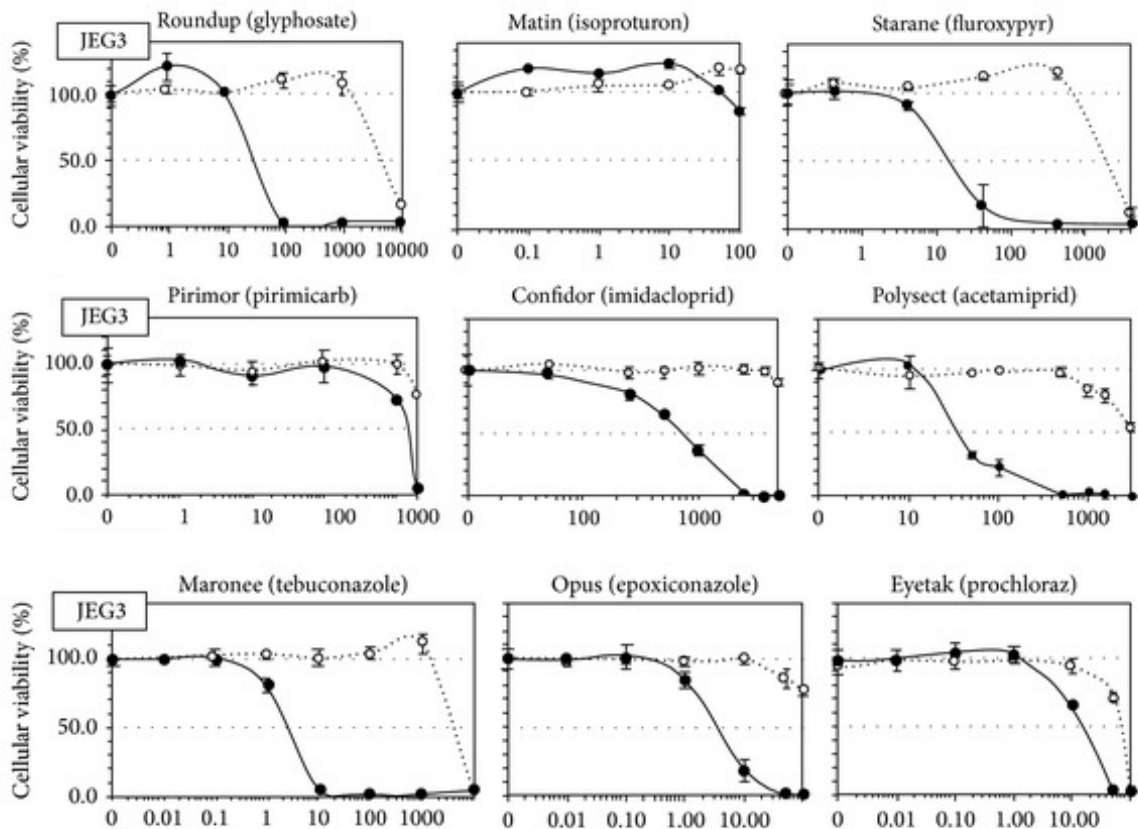 Roundup (glyphosate)
Matin (isoproturon)
Starane (fluroxypyr)
JEG3
Cellular viability (%)
100.0
50.0
0.0
0 1 10 100 1000 10000
0 0.1 1 10 100
0 1 10 100 1000
Pirimor (pirimicarb)
Confidor (imidacloprid)
Polysect (acetamiprid)
JEG3
Cellular viability (%)
100.0
50.0
0.0
0 1 10 100 1000
0 100 1000
0 10 100 1000
Maronee (tebuconazole)
Opus (epoxiconazole)
Eyetak (prochloraz)
JEG3
Cellular viability (%)
100.0
50.0
0.0
0 0.01 0.1 1 10 100 1000
0 0.01 0.10 1.00 10.00
0 0.01 0.10 1.00 10.00